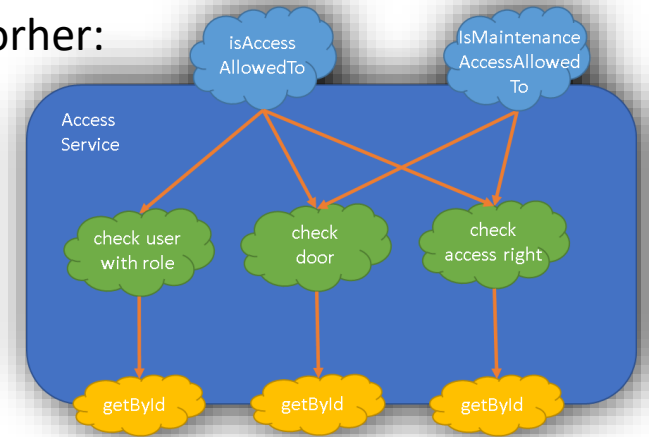 orher:
isAccess
AllowedTo
IsMaintenance
AccessAllowed
To
Access
Service
check user
with role
check
door
check
access right
getById
getById
getById